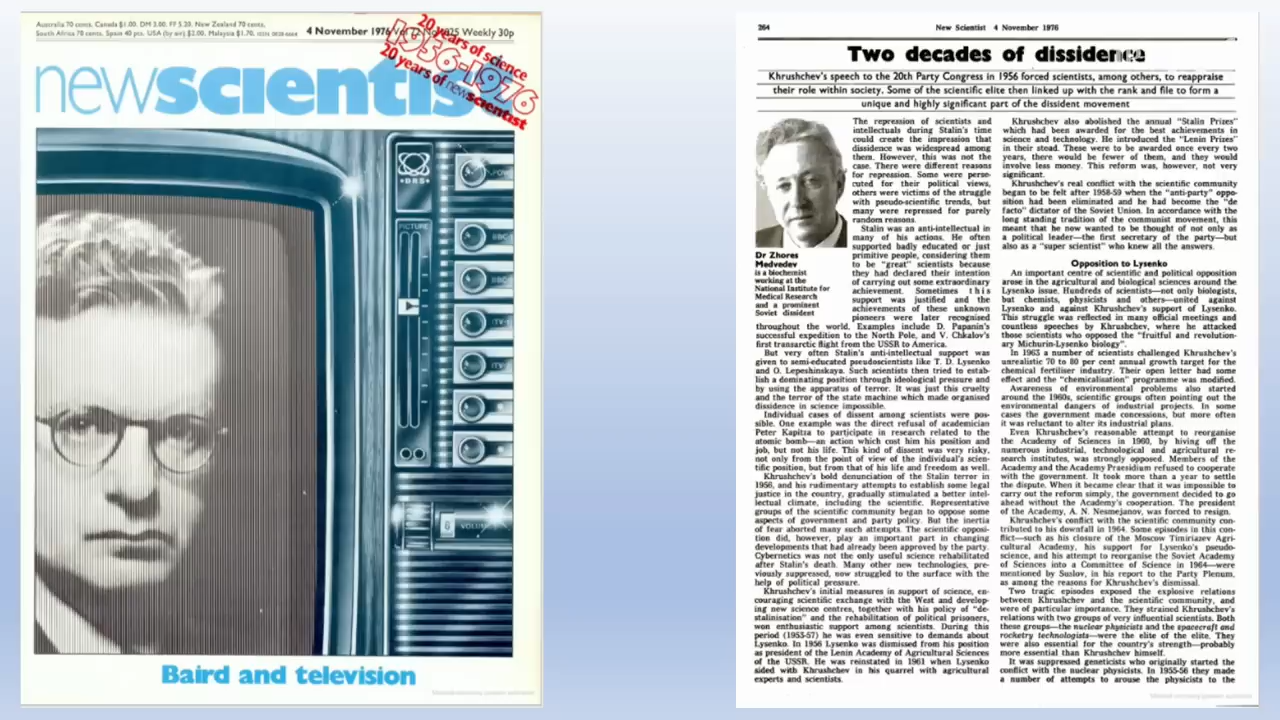 Australia 70 cents. Canada $1.00. DM 3.00. FF 5.20. New Zealand 70 cents.
South Africa 70 cents. Spain 40 pts. USA (by air) $2.00. Malaysia $1.70.
4 November 1976 Weekly 30p
20 years of science
1956-1976
20 years of newscientist
newscientist
BRS
PICTURE
VOLUME
Baird and television
264
New Scientist 4 November 1976
Two decades of dissidence
Khrushchev's speech to the 20th Party Congress in 1956 forced scientists, among others, to reappraise
their role within society. Some of the scientific elite then linked up with the rank and file to form a
unique and highly significant part of the dissident movement
Dr Zhores
Medvedev
is a biochemist
working at the
National Institute for
Medical Research
and a prominent
Soviet dissident
The repression of scientists and
intellectuals during Stalin's time
could create the impression that
dissidence was widespread among
them. However, this was not the
case. There were different reasons
for repression. Some were perse-
cuted for their political views,
others were victims of the struggle
with pseudo-scientific trends, but
many were repressed for purely
random reasons.
Stalin was an anti-intellectual in
many of his actions. He often
supported badly educated or just
primitive people, considering them
to be "great" scientists because
they had declared their intention
of carrying out some extraordinary
achievement. Sometimes this
support was justified and the
achievements of these unknown
pioneers were later recognised
throughout the world. Examples include D. Papanin's
successful expedition to the North Pole, and V. Chkalov's
first transarctic flight from the USSR to America.
But very often Stalin's anti-intellectual support was
given to semi-educated pseudoscientists like T. D. Lysenko
and O. Lepeshinskaya. Such scientists then tried to estab-
lish a dominating position through ideological pressure and
by using the apparatus of terror. It was just this cruelty
and the terror of the state machine which made organised
dissidence in science impossible.
Individual cases of dissent among scientists were pos-
sible. One example was the direct refusal of academician
Peter Kapitza to participate in research related to the
atomic bomb—an action which cost him his position and
job, but not his life. This kind of dissent was very risky,
not only from the point of view of the individual's scien-
tific position, but from that of his life and freedom as well.
Khrushchev's bold denunciation of the Stalin terror in
1956, and his rudimentary attempts to establish some legal
justice in the country, gradually stimulated a better intel-
lectual climate, including the scientific. Representative
groups of the scientific community began to oppose some
aspects of government and party policy. But the inertia
of fear aborted many such attempts. The scientific opposi-
tion did, however, play an important part in changing
developments that had already been approved by the party.
Cybernetics was not the only useful science rehabilitated
after Stalin's death. Many other new technologies, pre-
viously suppressed, now struggled to the surface with the
help of political pressure.
Khrushchev's initial measures in support of science, en-
couraging scientific exchange with the West and develop-
ing new science centres, together with his policy of "de-
stalinisation" and the rehabilitation of political prisoners,
won enthusiastic support among scientists. During this
period (1953-57) he was even sensitive to demands about
Lysenko. In 1956 Lysenko was dismissed from his position
as president of the Lenin Academy of Agricultural Sciences
of the USSR. He was reinstated in 1961 when Lysenko
sided with Khrushchev in his quarrel with agricultural
experts and scientists.
Khrushchev also abolished the annual "Stalin Prizes"
which had been awarded for the best achievements in
science and technology. He introduced the "Lenin Prizes"
in their stead. These were to be awarded once every two
years, there would be fewer of them, and they would
involve less money. This reform was, however, not very
significant.
Khrushchev's real conflict with the scientific community
began to be felt after 1958-59 when the "anti-party" oppo-
sition had been eliminated and he had become the "de
facto" dictator of the Soviet Union. In accordance with the
long standing tradition of the communist movement, this
meant that he now wanted to be thought of not only as
a political leader—the first secretary of the party—but
also as a "super scientist" who knew all the answers.
Opposition to Lysenko
An important centre of scientific and political opposition
arose in the agricultural and biological sciences around the
Lysenko issue. Hundreds of scientists—not only biologists,
but chemists, physicists and others—united against
Lysenko and against Khrushchev's support of Lysenko.
This struggle was reflected in many official meetings and
countless speeches by Khrushchev, where he attacked
those scientists who opposed the "fruitful and revolution-
ary Michurin-Lysenko biology".
In 1963 a number of scientists challenged Khrushchev's
unrealistic 70 to 80 per cent annual growth target for the
chemical fertiliser industry. Their open letter had some
effect and the "chemicalisation" programme was modified.
Awareness of environmental problems also started
around the 1960s, scientific groups often pointing out the
environmental dangers of industrial projects. In some
cases the government made concessions, but more often
it was reluctant to alter its industrial plans.
Even Khrushchev's reasonable attempt to reorganise
the Academy of Sciences in 1960, by hiving off the
numerous industrial, technological and agricultural re-
search institutes, was strongly opposed. Members of the
Academy and the Academy Praesidium refused to cooperate
with the government. It took more than a year to settle
the dispute. When it became clear that it was impossible to
carry out the reform simply, the government decided to go
ahead without the Academy's cooperation. The president
of the Academy, A. N. Nesmejanov, was forced to resign.
Khrushchev's conflict with the scientific community con-
tributed to his downfall in 1964. Some episodes in this con-
flict—such as his closure of the Moscow Timiriazev Agri-
cultural Academy, his support for Lysenko's pseudo-
science, and his attempt to reorganise the Soviet Academy
of Sciences into a Committee of Science in 1964—were
mentioned by Suslov, in his report to the Party Plenum,
as among the reasons for Khrushchev's dismissal.
Two tragic episodes exposed the explosive relations
between Khrushchev and the scientific community, and
were of particular importance. They strained Khrushchev's
relations with two groups of very influential scientists. Both
these groups—the nuclear physicists and the spacecraft and
rocketry technologists—were the elite of the elite. They
were also essential for the country's strength—probably
more essential than Khrushchev himself.
It was suppressed geneticists who originally started the
conflict with the nuclear physicists. In 1955-56 they made
a number of attempts to arouse the physicists to the